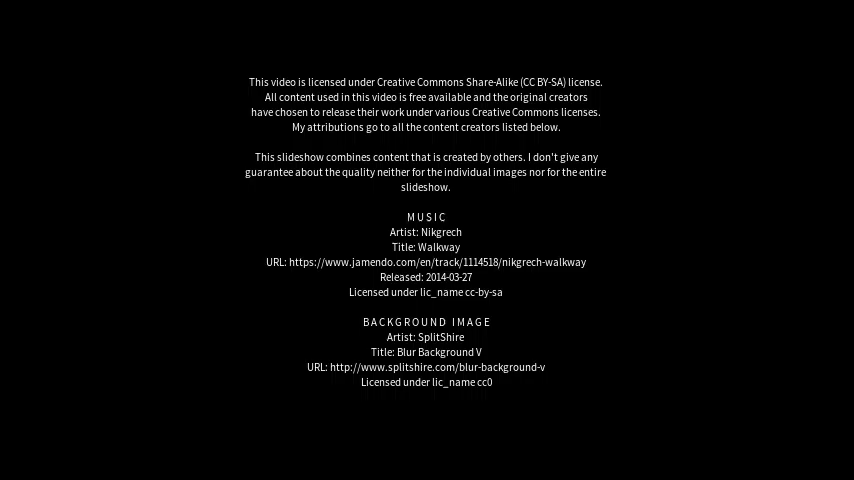 This video is licensed under Creative Commons Share-Alike (CC BY-SA) license.
All content used in this video is free available and the original creators
have chosen to release their work under various Creative Commons licenses.
My attributions go to all the content creators listed below.
This slideshow combines content that is created by others. I don't give any
guarantee about the quality neither for the individual images nor for the entire
slideshow.
MUSIC
Artist: Nikgrech
Title: Walkway
URL: https://www.jamendo.com/en/track/1114518/nikgrech-walkway
Released: 2014-03-27
Licensed under lic_name cc-by-sa
BACKGROUND IMAGE
Artist: SplitShire
Title: Blur Background V
URL: http://www.splitshire.com/blur-background-v
Licensed under lic_name cc0